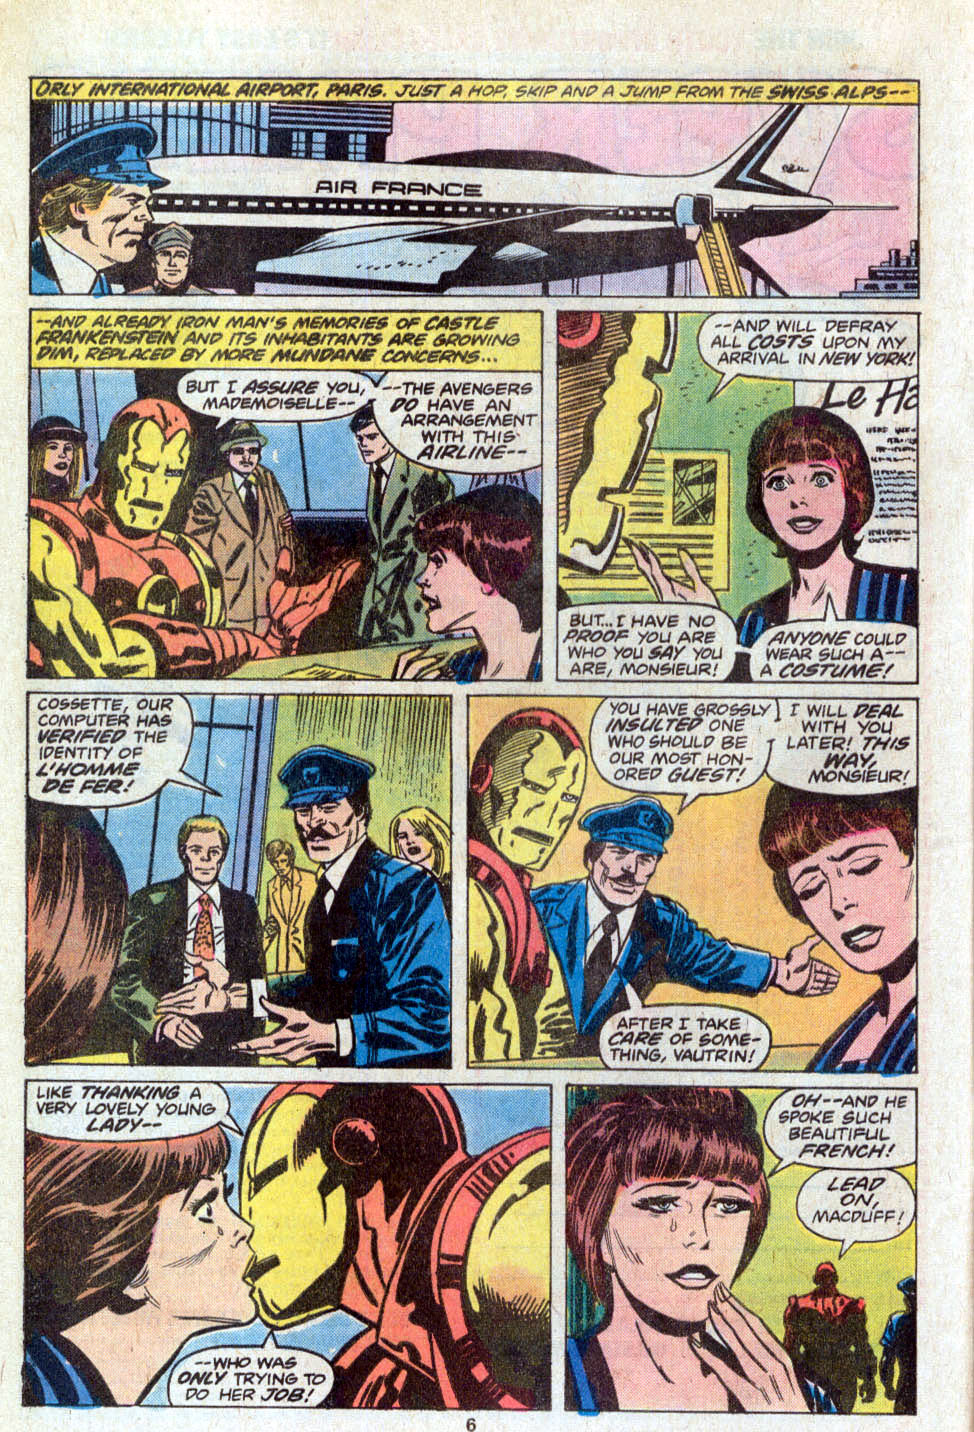 ORLY INTERNATIONAL AIRPORT, PARIS. JUST A HOP, SKIP AND A JUMP FROM THE SWISS ALPS--
AIR FRANCE
--AND ALREADY IRON MAN'S MEMORIES OF CASTLE
FRANKENSTEIN AND ITS INHABITANTS ARE GROWING
DIM, REPLACED BY MORE MUNDANE CONCERNS...
BUT I ASSURE YOU,
MADEMOISELLE--
--THE AVENGERS
DO HAVE AN
ARRANGEMENT
WITH THIS
AIRLINE--
--AND WILL DEFRAY
ALL COSTS UPON MY
ARRIVAL IN NEW YORK!
Le Ha
BUT...I HAVE NO
PROOF YOU ARE
WHO YOU SAY YOU
ARE, MONSIEUR!
ANYONE COULD
WEAR SUCH A--
A COSTUME!
COSSETTE, OUR
COMPUTER HAS
VERIFIED THE
IDENTITY OF
L'HOMME
DE FER!
YOU HAVE GROSSLY
INSULTED ONE
WHO SHOULD BE
OUR MOST HON-
ORED GUEST!
I WILL DEAL
WITH YOU
LATER! THIS
WAY,
MONSIEUR!
AFTER I TAKE
CARE OF SOME-
THING, VAUTRIN!
LIKE THANKING A
VERY LOVELY YOUNG
LADY--
--WHO WAS
ONLY TRYING TO
DO HER JOB!
OH--AND HE
SPOKE SUCH
BEAUTIFUL
FRENCH!
LEAD
ON,
MACDUFF!
6